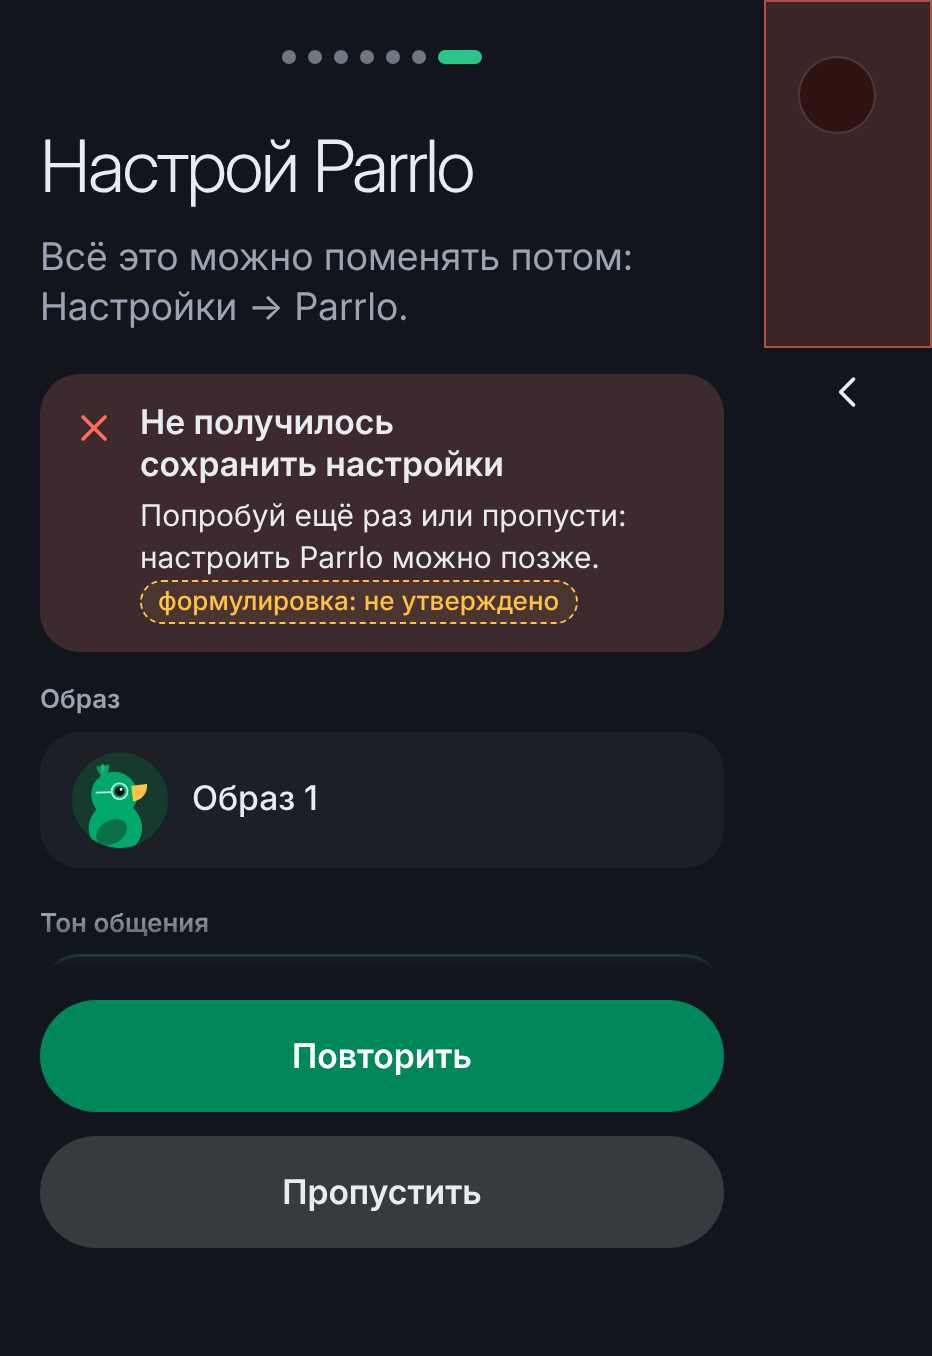 Настрой Parrlo
Всё это можно поменять потом:
Настройки → Parrlo.
Не получилось
сохранить настройки
Попробуй ещё раз или пропусти:
настроить Parrlo можно позже.
формулировка: не утверждено
Образ
Образ 1
Тон общения
Повторить
Пропустить